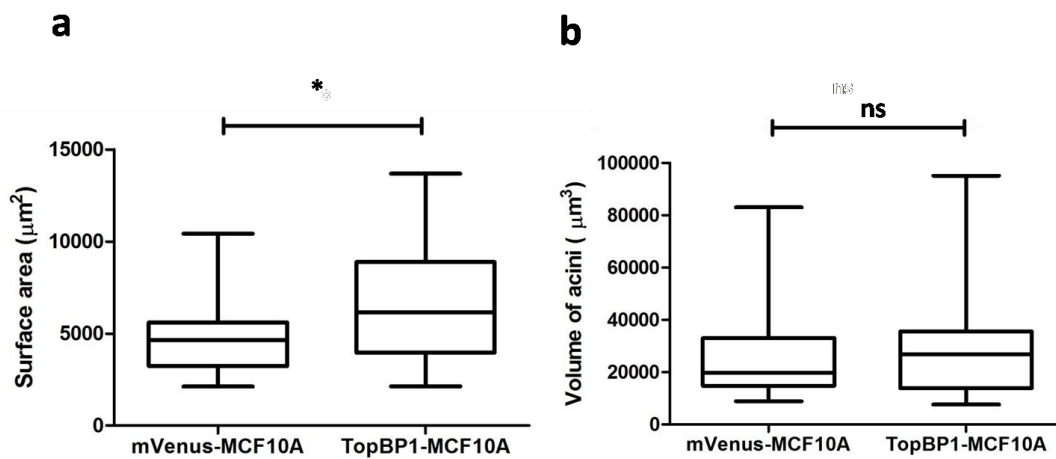 a
*
*
Surface area (μm²)
15000
10000
5000
0
mVenus-MCF10A TopBP1-MCF10A
b
ns
ns
Volume of acini ( μm³)
100000
80000
60000
40000
20000
0
mVenus-MCF10A TopBP1-MCF10A